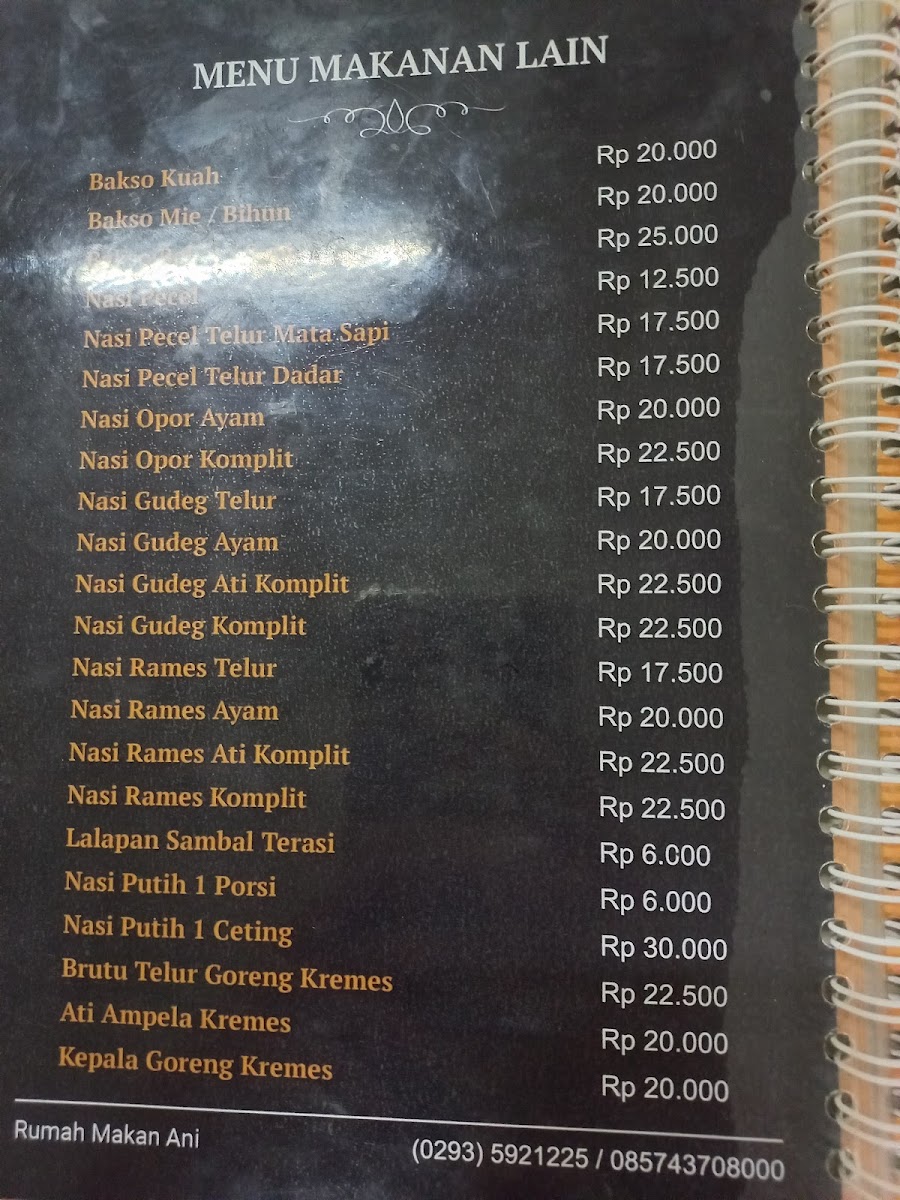 MENU MAKANAN LAIN
Bakso Kuah Rp 20.000
Bakso Mie / Bihun Rp 20.000
Rp 25.000
Nasi Pecel Rp 12.500
Nasi Pecel Telur Mata Sapi Rp 17.500
Nasi Pecel Telur Dadar Rp 17.500
Nasi Opor Ayam Rp 20.000
Nasi Opor Komplit Rp 22.500
Nasi Gudeg Telur Rp 17.500
Nasi Gudeg Ayam Rp 20.000
Nasi Gudeg Ati Komplit Rp 22.500
Nasi Gudeg Komplit Rp 22.500
Nasi Rames Telur Rp 17.500
Nasi Rames Ayam Rp 20.000
Nasi Rames Ati Komplit Rp 22.500
Nasi Rames Komplit Rp 22.500
Lalapan Sambal Terasi Rp 6.000
Nasi Putih 1 Porsi Rp 6.000
Nasi Putih 1 Ceting Rp 30.000
Brutu Telur Goreng Kremes Rp 22.500
Ati Ampela Kremes Rp 20.000
Kepala Goreng Kremes Rp 20.000
Rumah Makan Ani (0293) 5921225 / 085743708000